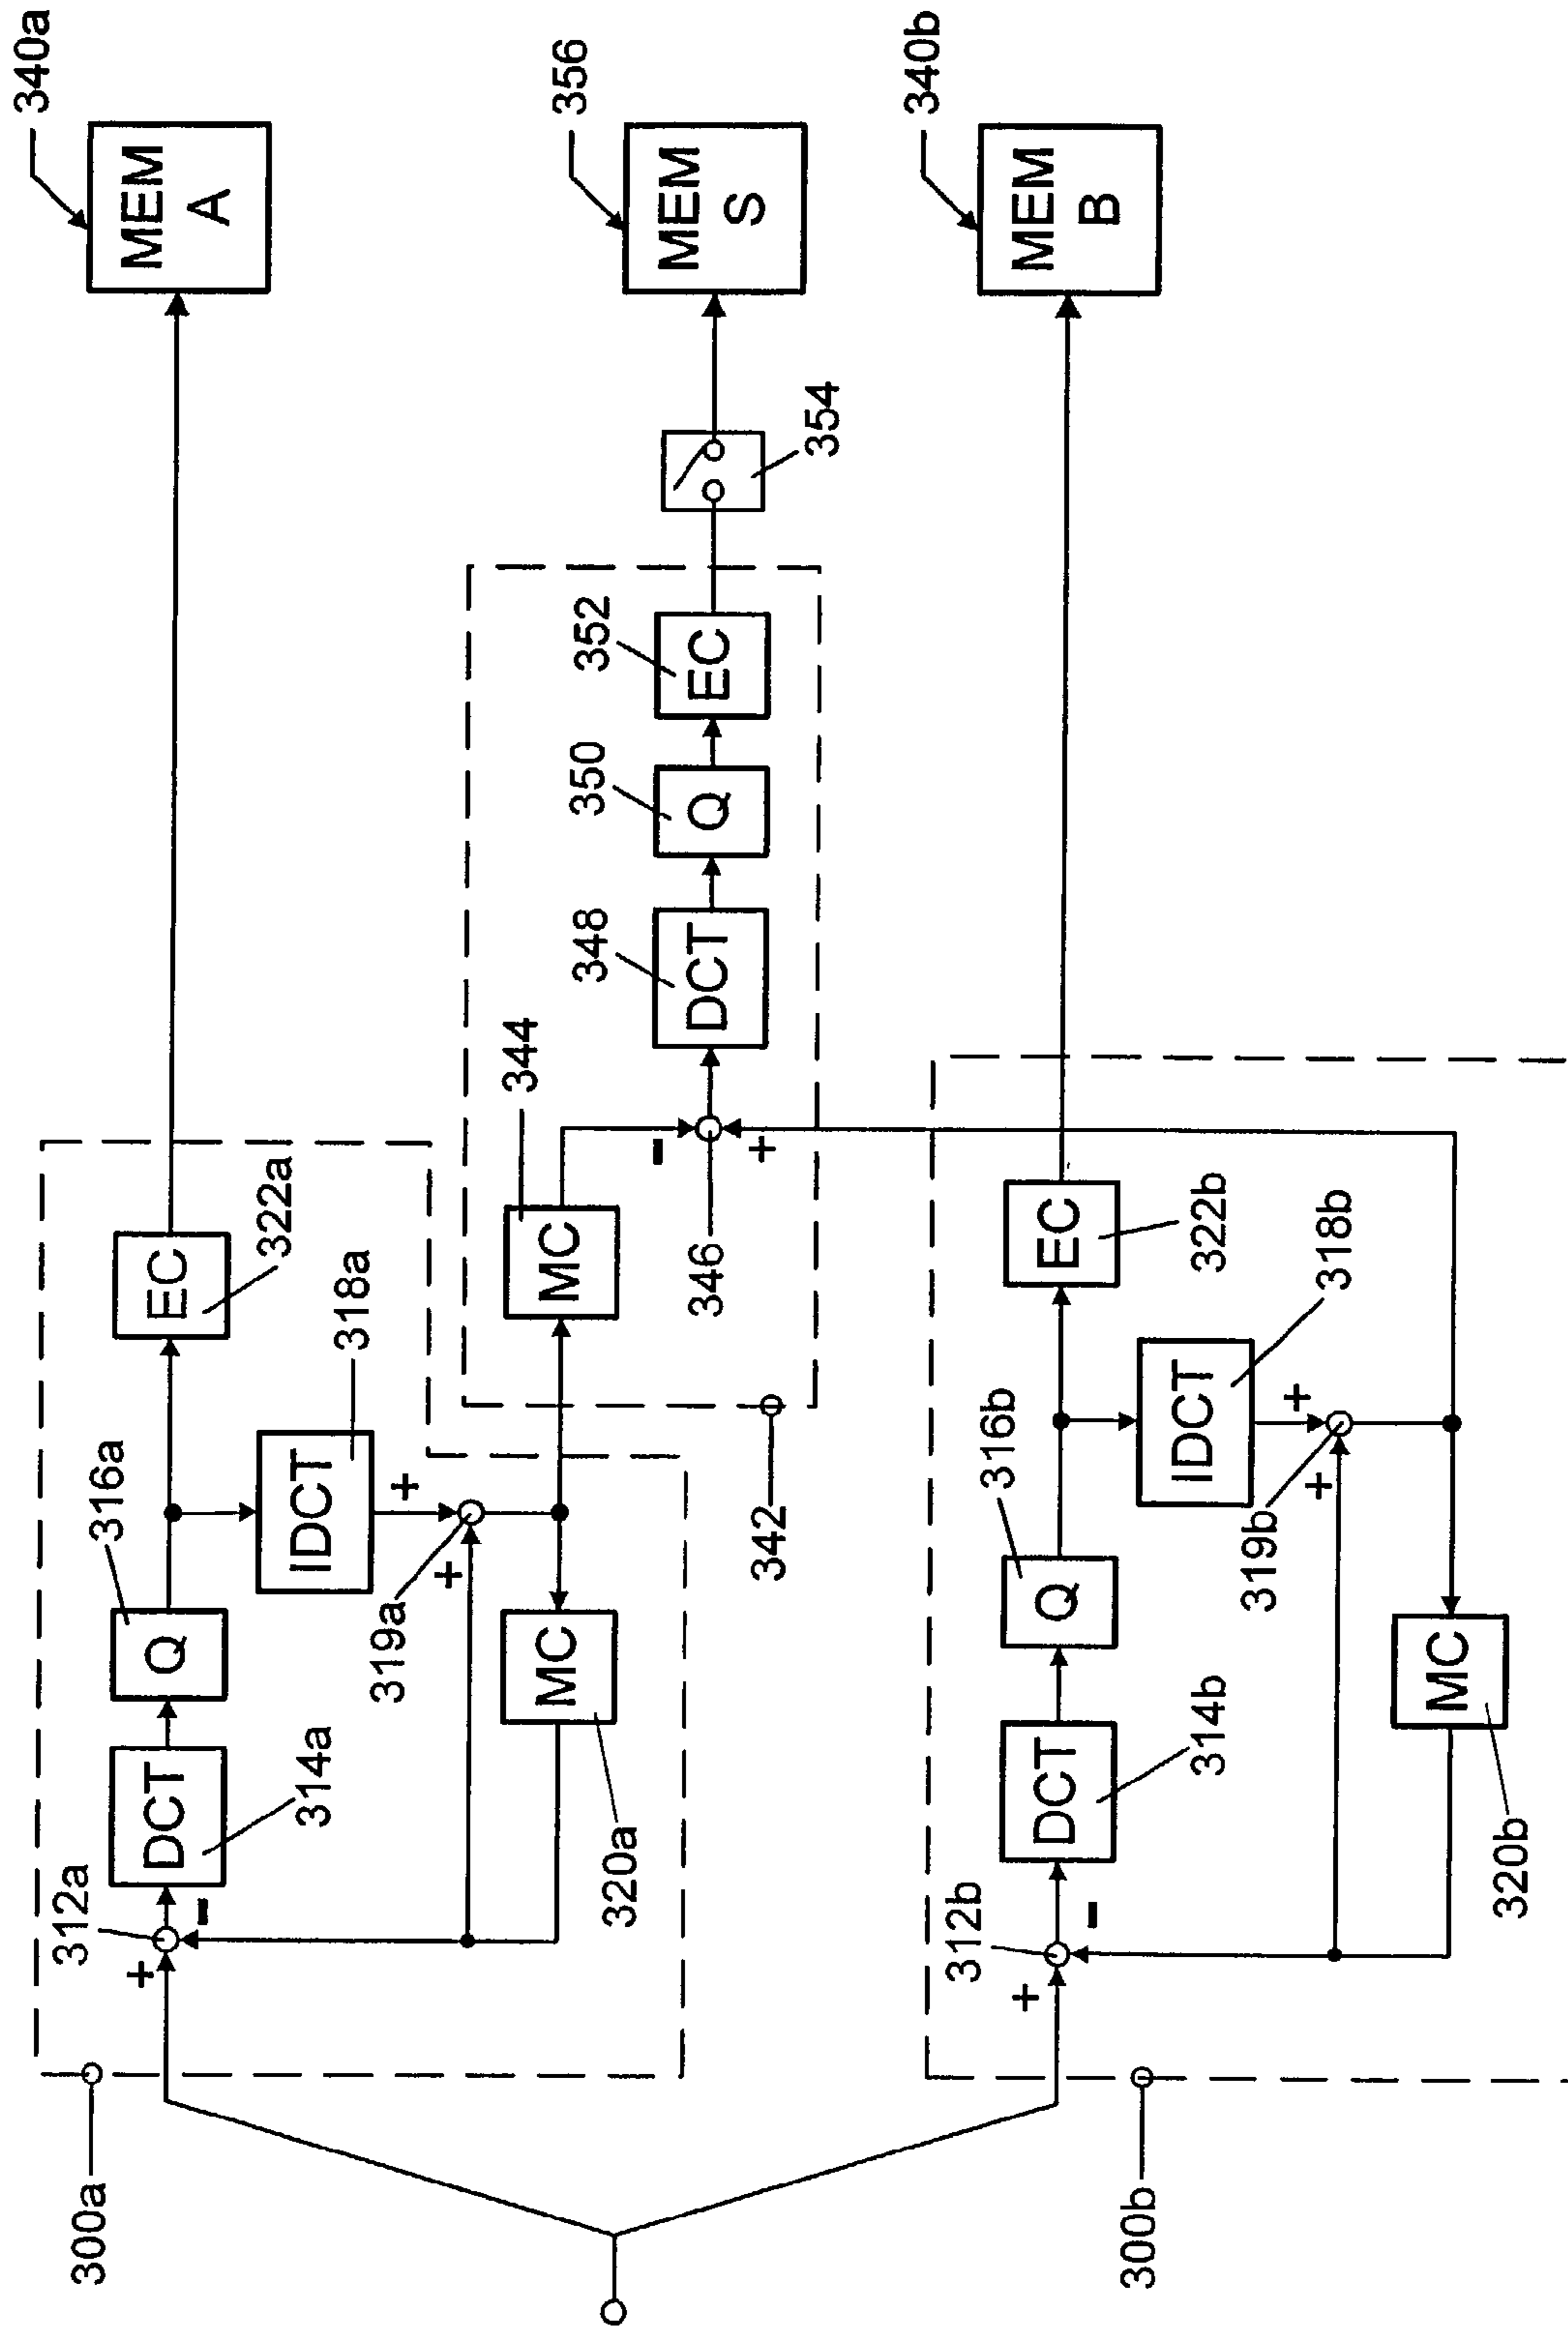 340a
MEM
A
356
MEM
S
340b
MEM
B
354
352
EC
350
Q
348
DCT
344
MC
346
−
+
342
EC
322a
316a
Q
IDCT
318a
+
+
319a
DCT
314a
MC
320a
312a
−
+
300a
EC
322b
316b
Q
IDCT
318b
+
+
319b
DCT
314b
MC
320b
312b
−
+
300b